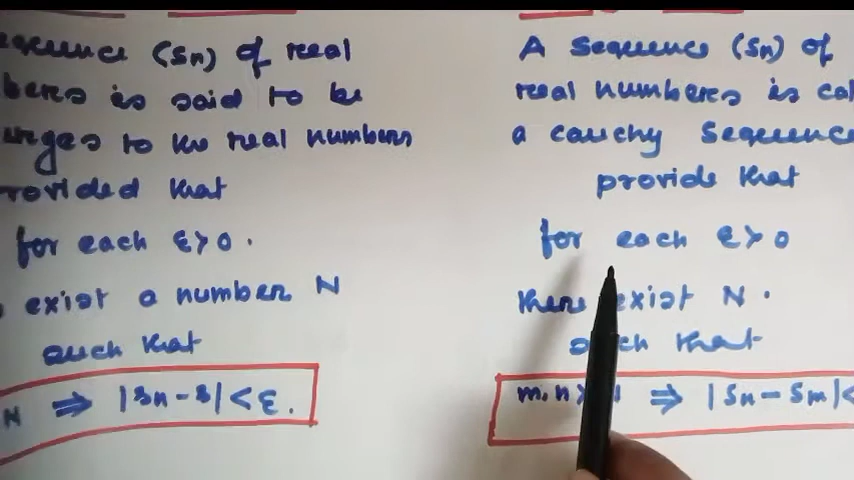 equence (Sn) of real
bers is said to be
erges to the real numbers
rovided that
for each ε > 0.
exist a number N
such that
N ⇒ |Sn - S| < ε.
A sequence (Sn) of
real numbers is cal
a cauchy sequence
provide that
for each ε > 0
there exist N.
such that
m, n > ⇒ |Sn - Sm| <